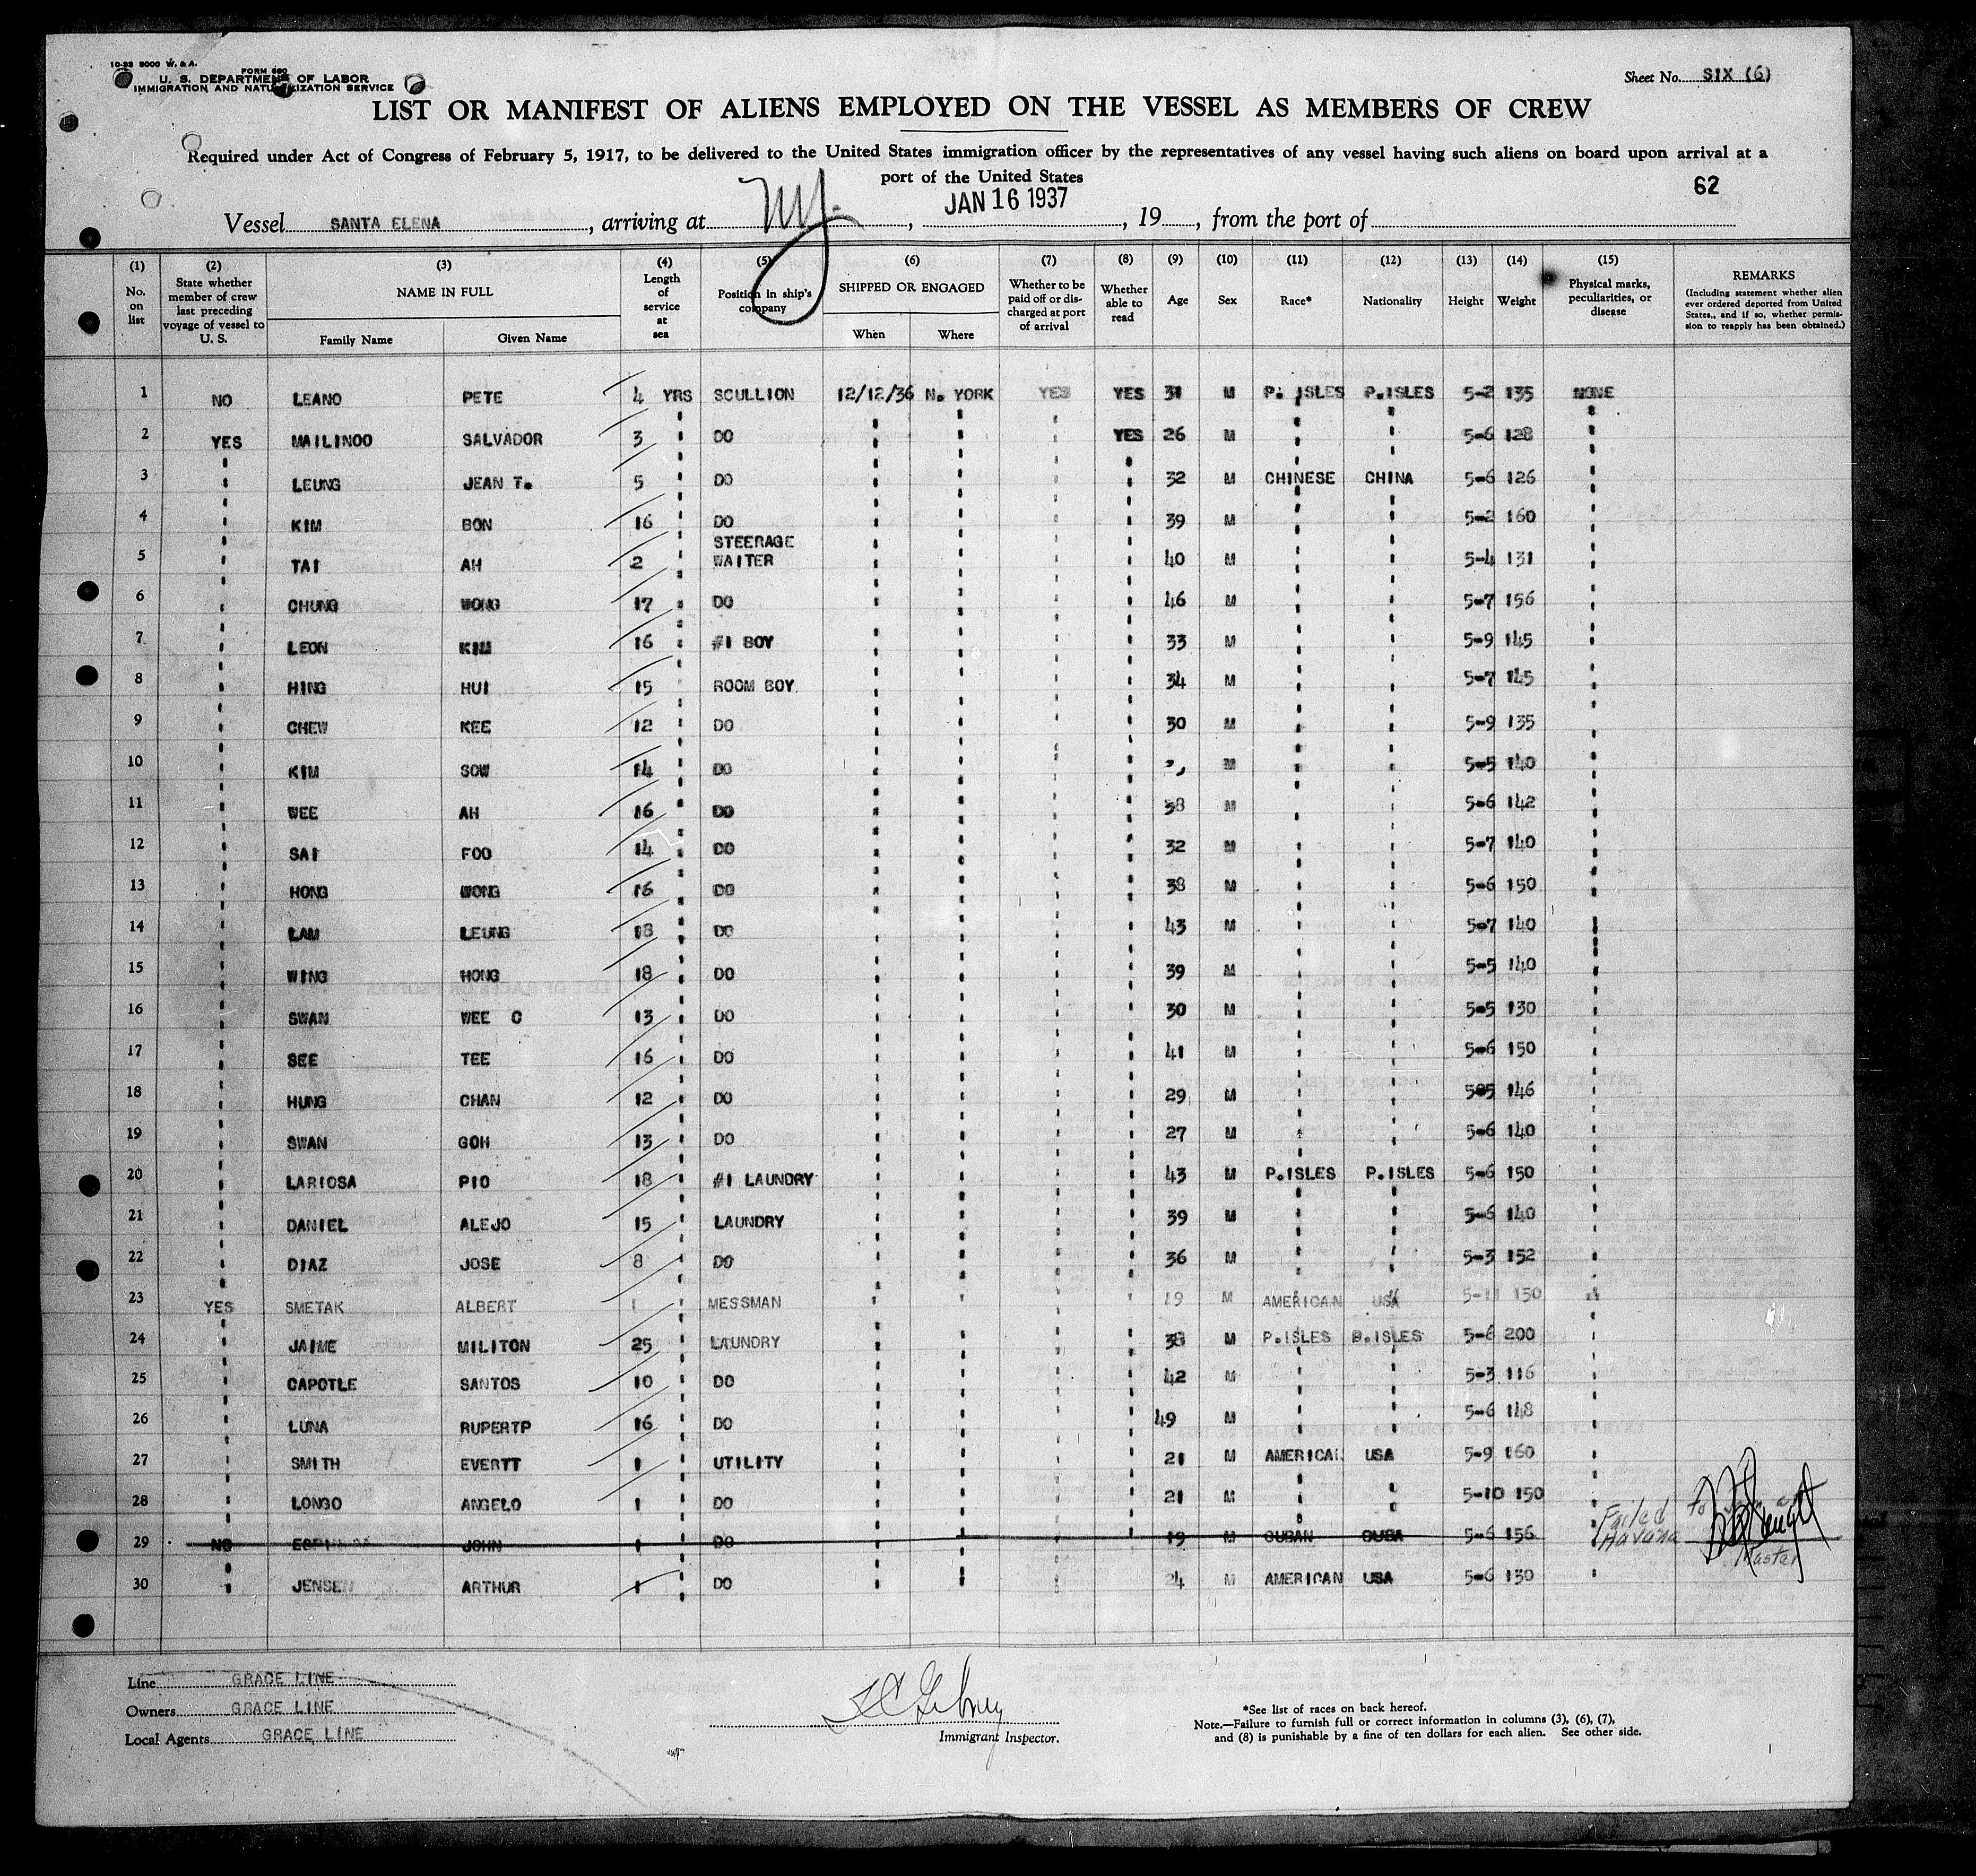 10-33 5000 W. & A.
FORM 680
U. S. DEPARTMENT OF LABOR
IMMIGRATION AND NATURALIZATION SERVICE
Sheet No. SIX (6)
LIST OR MANIFEST OF ALIENS EMPLOYED ON THE VESSEL AS MEMBERS OF CREW
Required under Act of Congress of February 5, 1917, to be delivered to the United States immigration officer by the representatives of any vessel having such aliens on board upon arrival at a
port of the United States
62
Vessel SANTA ELENA, arriving at NY., JAN 16 1937, 19, from the port of
(1) No. on list (2) State whether member of crew last preceding voyage of vessel to U. S. (3) NAME IN FULL Family Name Given Name (4) Length of service at sea (5) Position in ship's company (6) SHIPPED OR ENGAGED When Where (7) Whether to be paid off or discharged at port of arrival (8) Whether able to read (9) Age (10) Sex (11) Race* (12) Nationality (13) Height (14) Weight (15) Physical marks, peculiarities, or disease REMARKS (Including statement whether alien ever ordered deported from United States, and if so, whether permission to reapply has been obtained.)
1 NO LEANO PETE 4 YRS SCULLION 12/12/36 N. YORK YES YES 31 M P. ISLES P.ISLES 5-2 135 NONE
2 YES MAILINOO SALVADOR 3 DO YES 26 M 5-6 128
3 LEUNG JEAN T. 5 DO 32 M CHINESE CHINA 5-6 126
4 KIM BON 16 DO 39 M 5-2 160
5 TAI AH 2 STEERAGE WAITER 40 M 5-4 131
6 CHUNG WONG 17 DO 46 M 5-7 156
7 LEON KIM 16 #1 BOY 33 M 5-9 145
8 HING HUI 15 ROOM BOY 34 M 5-7 145
9 CHEW KEE 12 DO 30 M 5-9 135
10 KIM SOW 14 DO M 5-5 140
11 WEE AH 16 DO 38 M 5-6 142
12 SAI FOO 14 DO 32 M 5-7 140
13 HONG WONG 16 DO 38 M 5-6 150
14 LAM LEUNG 18 DO 43 M 5-7 140
15 WING HONG 18 DO 39 M 5-5 140
16 SWAN WEE C 13 DO 30 M 5-5 130
17 SEE TEE 16 DO 41 M 5-6 150
18 HUNG CHAN 12 DO 29 M 5-5 146
19 SWAN GOH 13 DO 27 M 5-6 140
20 LARIOSA PIO 18 #1 LAUNDRY 43 M P.ISLES P.ISLES 5-6 150
21 DANIEL ALEJO 15 LAUNDRY 39 M 5-6 140
22 DIAZ JOSE 8 DO 36 M 5-3 152
23 YES SMETAK ALBERT 1 MESSMAN 19 M AMERICAN USA 5-11 150
24 JAIME MILITON 25 LAUNDRY 38 M P.ISLES P.ISLES 5-6 200
25 CAPOTLE SANTOS 10 DO 42 M 5-3 116
26 LUNA RUPERTP 16 DO 49 M 5-6 148
27 SMITH EVERTT 1 UTILITY 21 M AMERICAN USA 5-9 160
28 LONGO ANGELO 1 DO 21 M 5-10 150
29 NO JOHN 1 DO 19 M CUBAN CUBA 5-6 156 Failed to Havana Master
30 JENSEN ARTHUR 1 DO 24 M AMERICAN USA 5-6 130
Line GRACE LINE
Owners GRACE LINE
Local Agents GRACE LINE
Immigrant Inspector.
*See list of races on back hereof.
Note.—Failure to furnish full or correct information in columns (3), (6), (7),
and (8) is punishable by a fine of ten dollars for each alien. See other side.